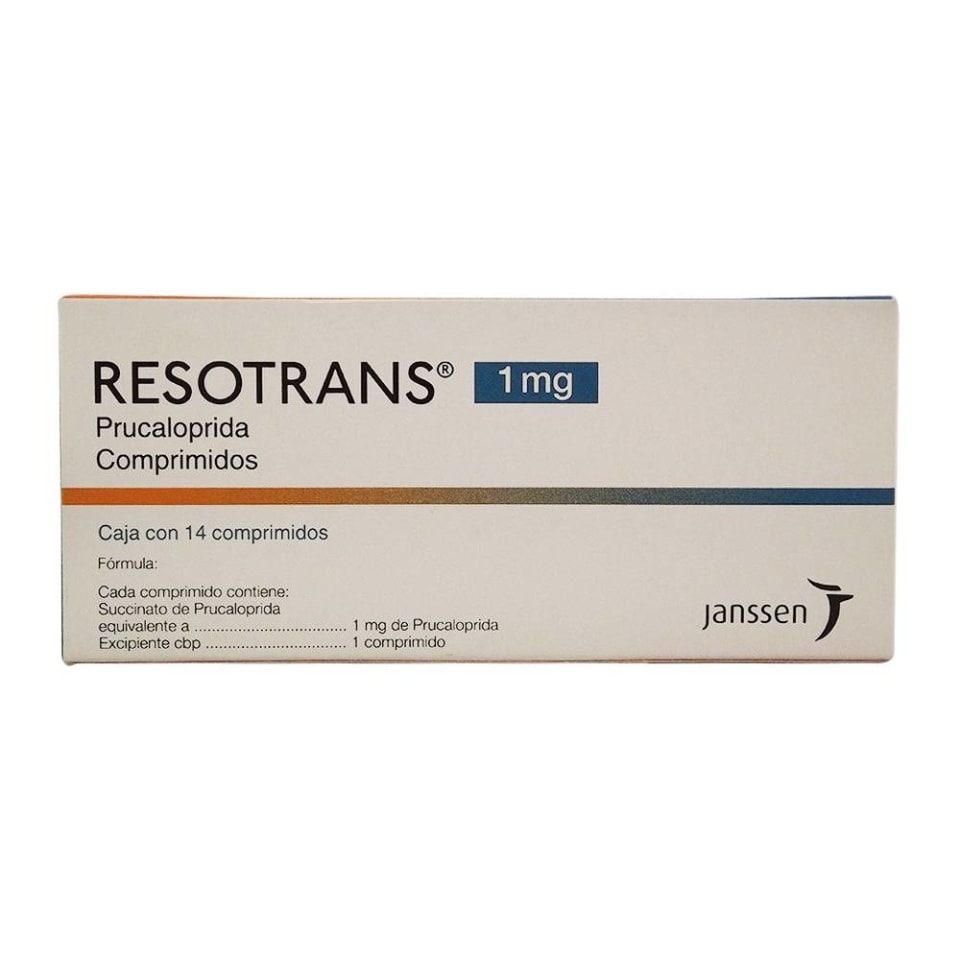 RESOTRANS® 1 mg
Prucaloprida
Comprimidos
Caja con 14 comprimidos
Fórmula:
Cada comprimido contiene:
Succinato de Prucaloprida
equivalente a ................................... 1 mg de Prucaloprida
Excipiente cbp ................................ 1 comprimido
janssen